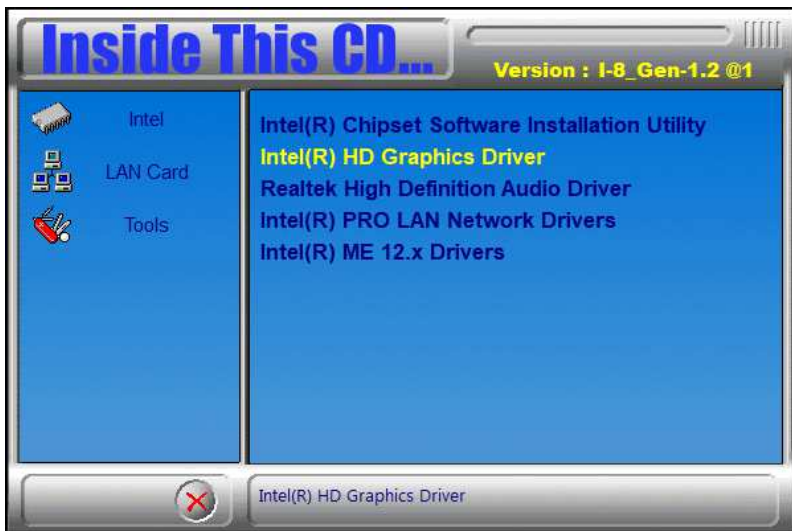 Inside This CD...
Version : I-8_Gen-1.2 @1
Intel
LAN Card
Tools
Intel(R) Chipset Software Installation Utility
Intel(R) HD Graphics Driver
Realtek High Definition Audio Driver
Intel(R) PRO LAN Network Drivers
Intel(R) ME 12.x Drivers
Intel(R) HD Graphics Driver